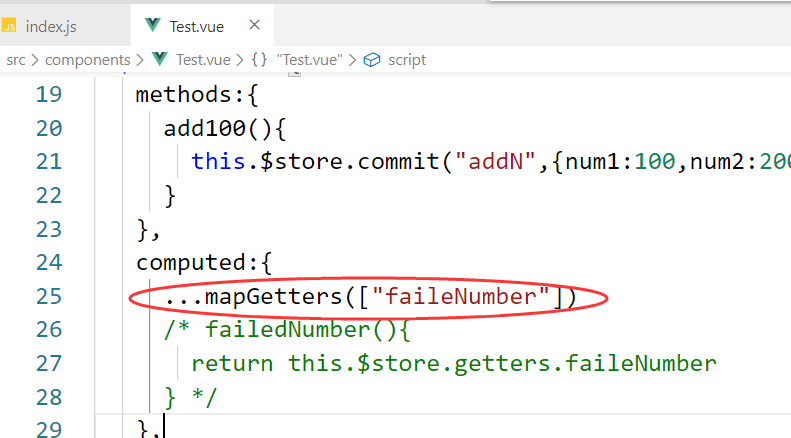 JS index.js Test.vue ×
src > components > Test.vue > {} "Test.vue" > script
19 methods:{
20 add100(){
21 this.$store.commit("addN",{num1:100,num2:200
22 }
23 },
24 computed:{
25 ...mapGetters(["faileNumber"])
26 /* failedNumber(){
27 return this.$store.getters.faileNumber
28 } */
29 },